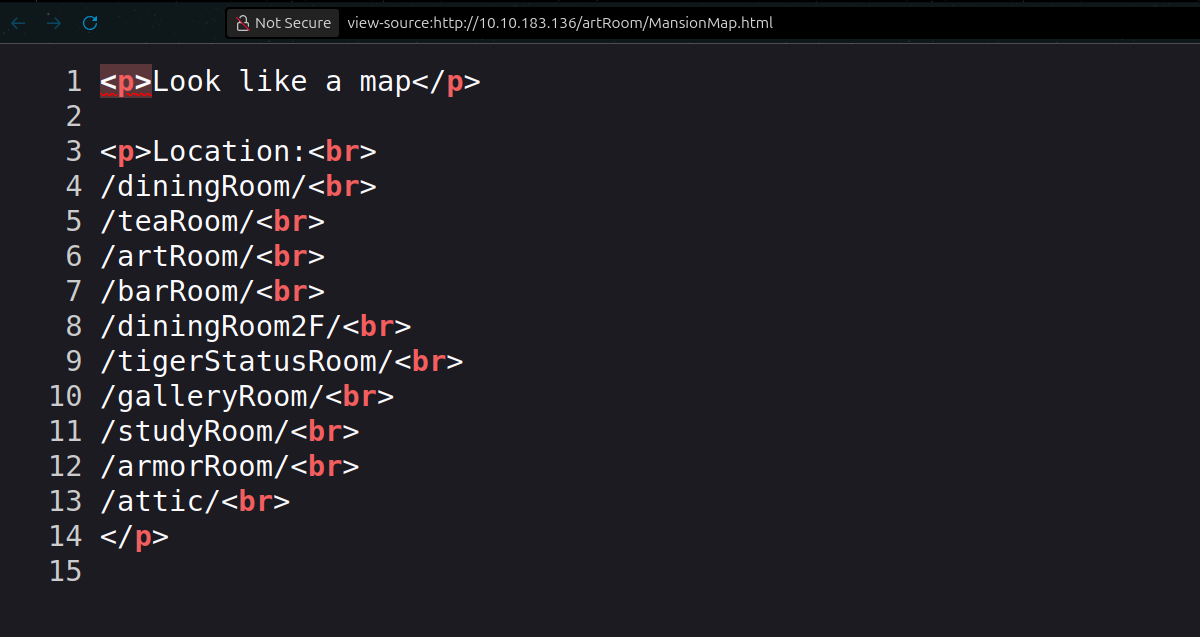 Not Secure view-source:http://10.10.183.136/artRoom/MansionMap.html
1 <p>Look like a map</p>
2
3 <p>Location:<br>
4 /diningRoom/<br>
5 /teaRoom/<br>
6 /artRoom/<br>
7 /barRoom/<br>
8 /diningRoom2F/<br>
9 /tigerStatusRoom/<br>
10 /galleryRoom/<br>
11 /studyRoom/<br>
12 /armorRoom/<br>
13 /attic/<br>
14 </p>
15